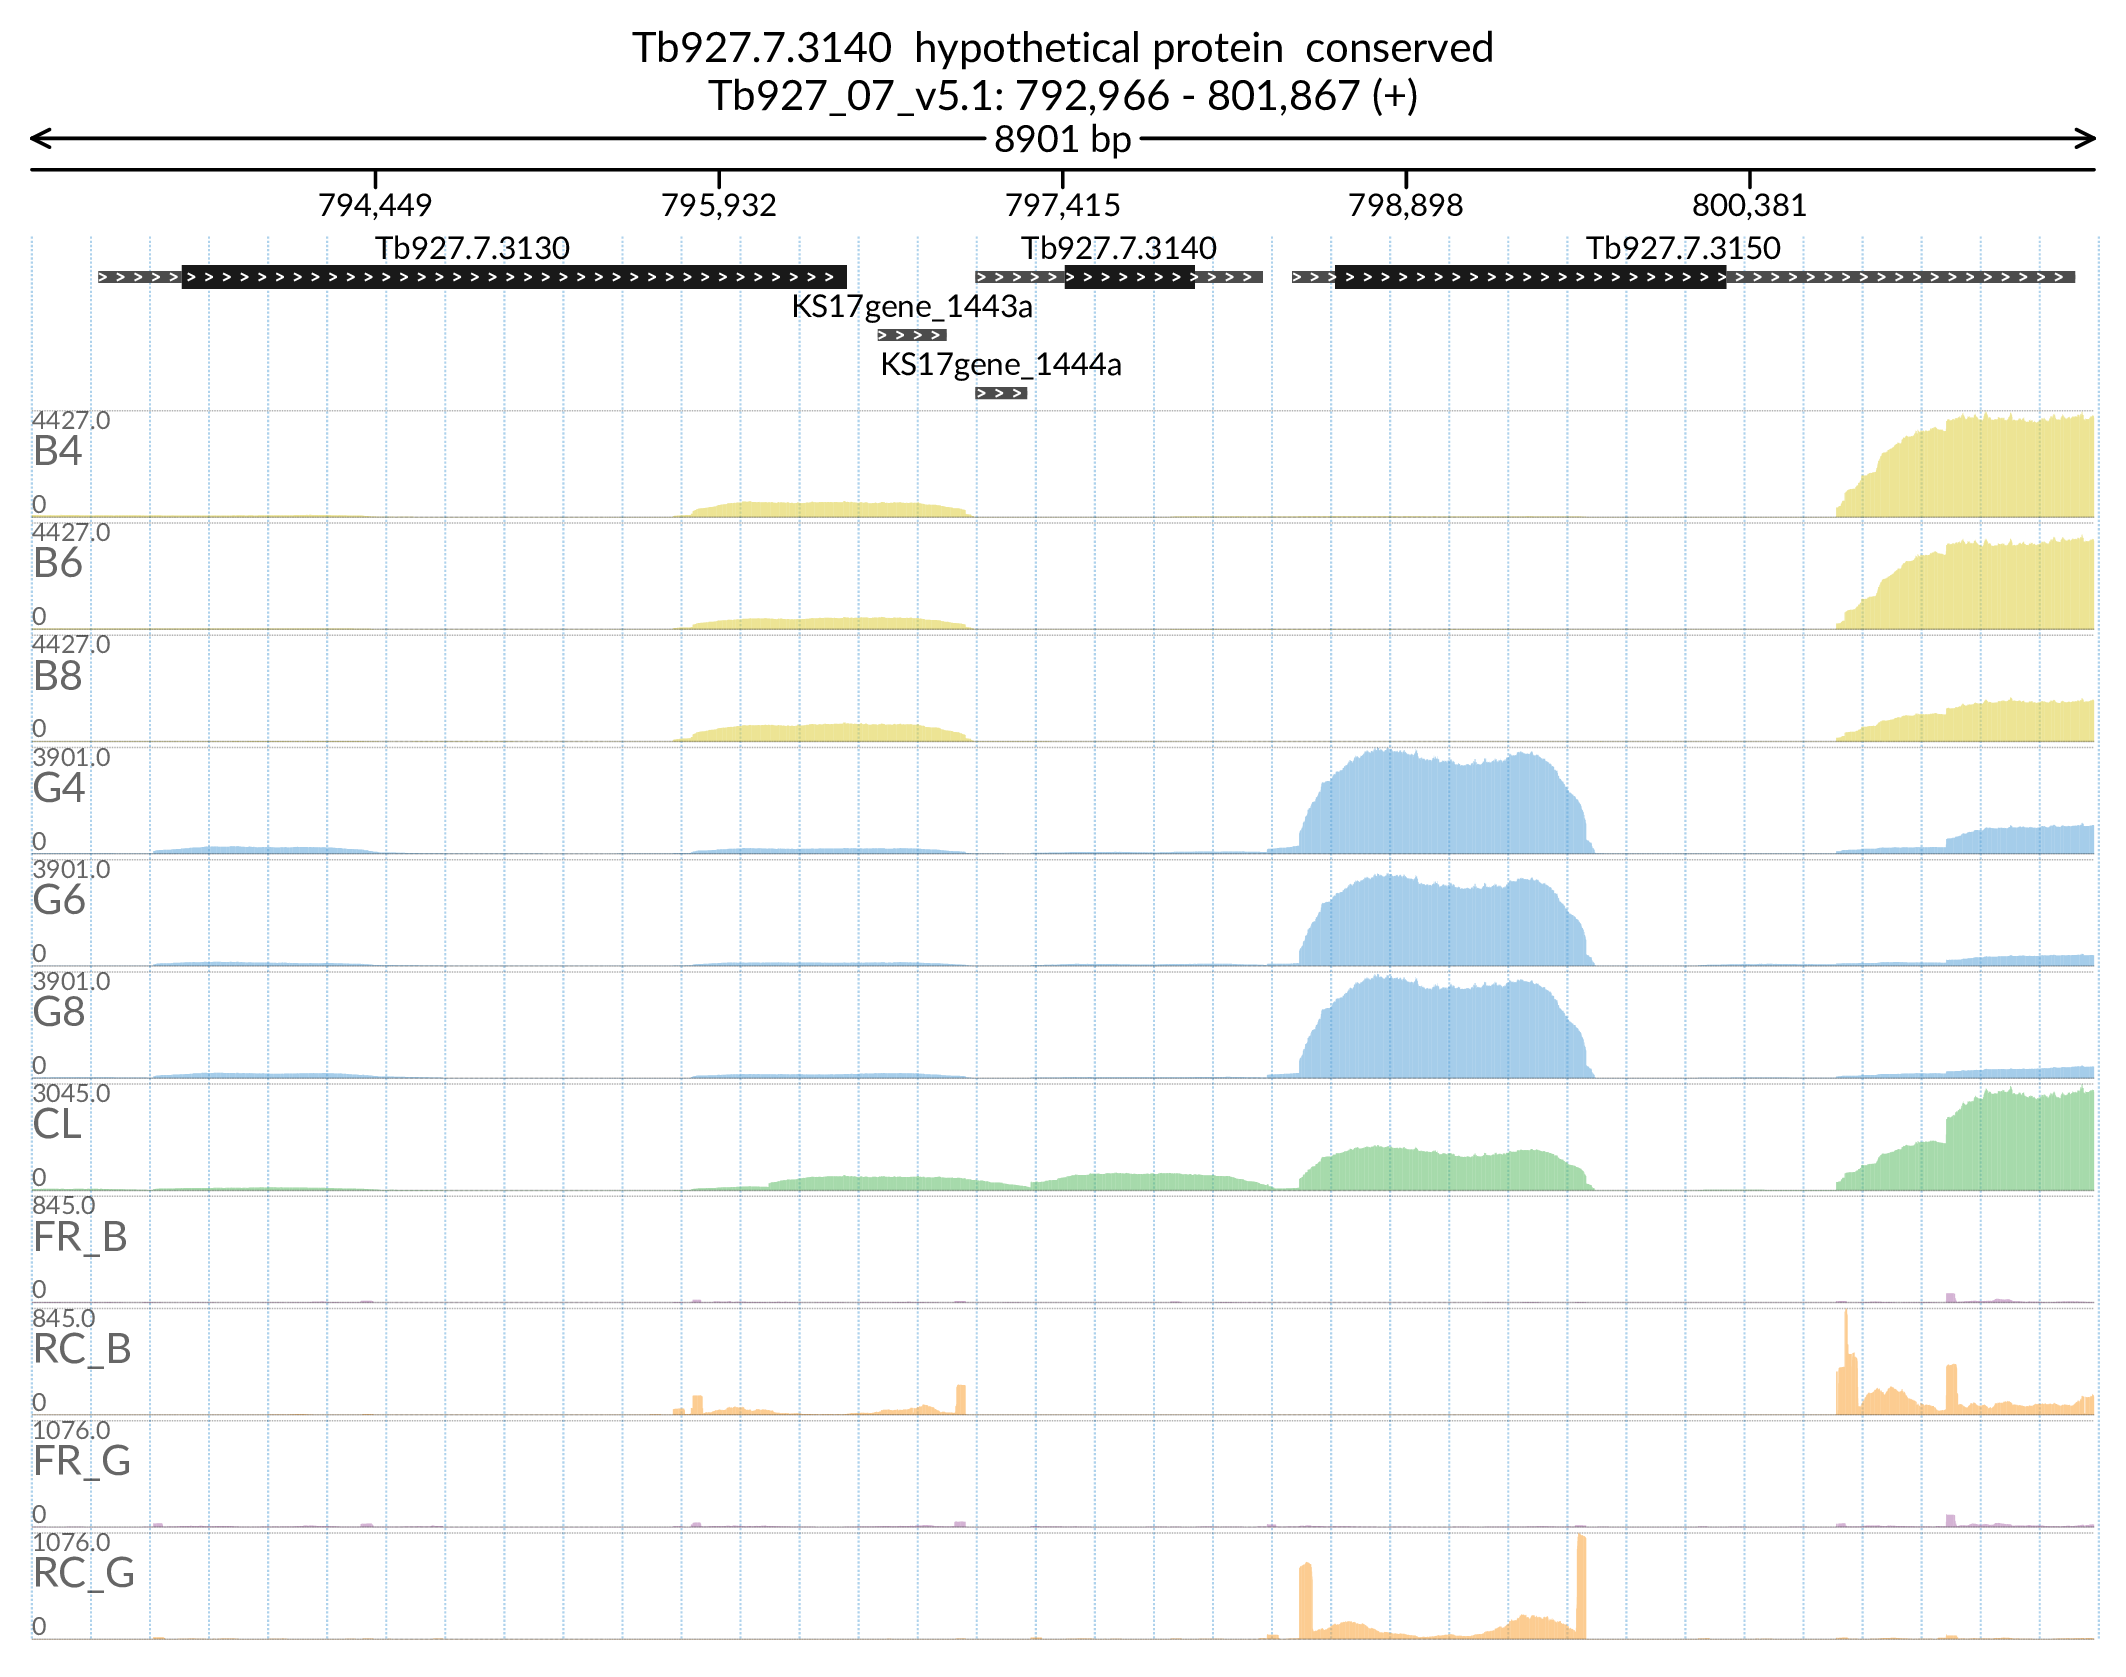 Tb927.7.3140  hypothetical protein  conserved
Tb927_07_v5.1: 792,966 - 801,867 (+)
8901 bp
794,449 795,932 797,415 798,898 800,381
Tb927.7.3130 Tb927.7.3140 Tb927.7.3150
KS17gene_1443a
KS17gene_1444a
4427.0
B4
0
4427.0
B6
0
4427.0
B8
0
3901.0
G4
0
3901.0
G6
0
3901.0
G8
0
3045.0
CL
0
845.0
FR_B
0
845.0
RC_B
0
1076.0
FR_G
0
1076.0
RC_G
0